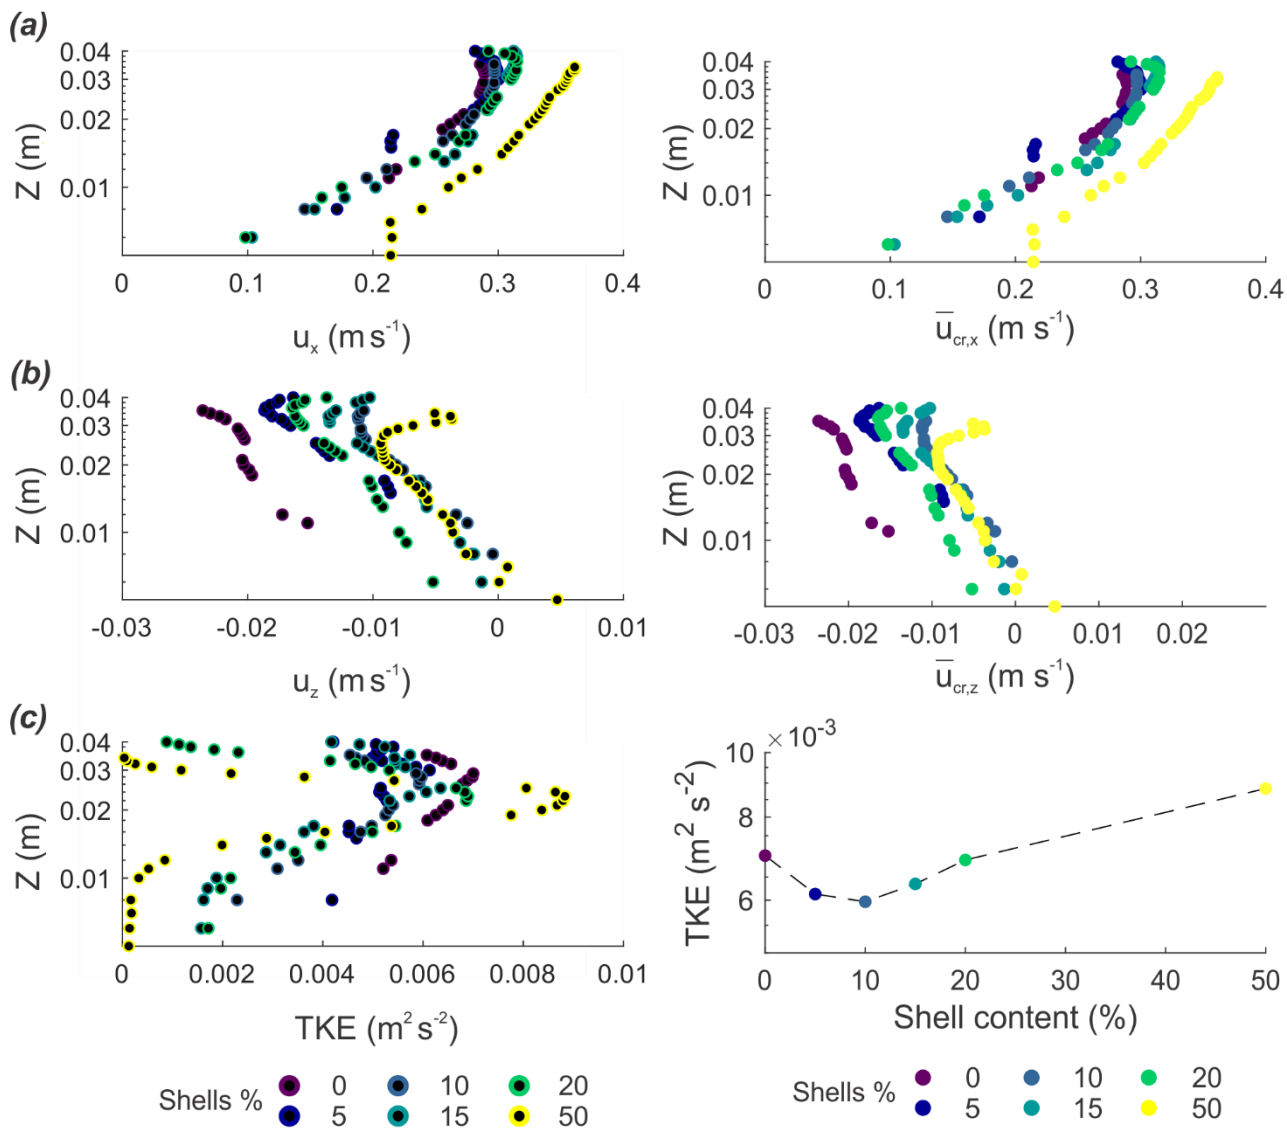 (a)
0.04
0.03
0.02
0.01
Z (m)
0 0.1 0.2 0.3 0.4
uₓ (m s⁻¹)
0.04
0.03
0.02
0.01
Z (m)
0 0.1 0.2 0.3 0.4
u̅cr,x (m s⁻¹)
(b)
0.04
0.03
0.02
0.01
Z (m)
-0.03 -0.02 -0.01 0 0.01
u_z (m s⁻¹)
0.04
0.03
0.02
0.01
Z (m)
-0.03 -0.02 -0.01 0 0.01 0.02
u̅cr,z (m s⁻¹)
(c)
0.04
0.03
0.02
0.01
Z (m)
0 0.002 0.004 0.006 0.008 0.01
TKE (m² s⁻²)
×10⁻³
10
8
6
TKE (m² s⁻²)
0 10 20 30 40 50
Shell content (%)
Shells % 0 10 20
5 15 50
Shells % 0 10 20
5 15 50